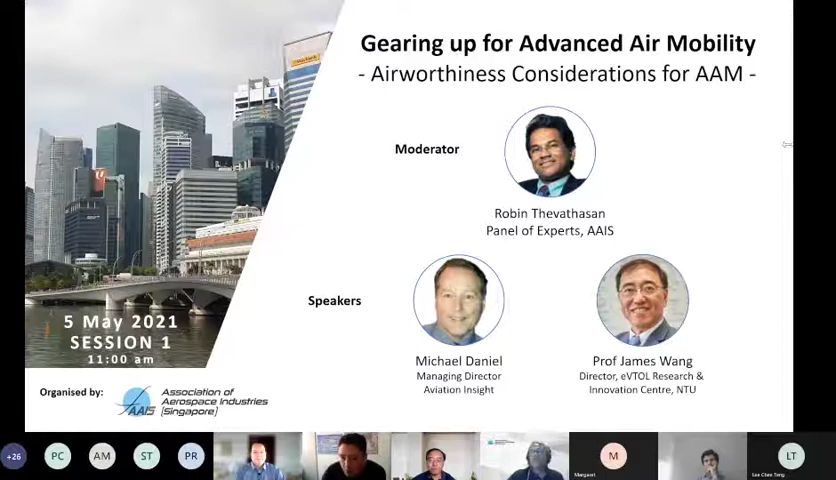 Gearing up for Advanced Air Mobility
- Airworthiness Considerations for AAM -
Moderator
Robin Thevathasan
Panel of Experts, AAIS
Speakers
Michael Daniel
Managing Director
Aviation Insight
Prof James Wang
Director, eVTOL Research &
Innovation Centre, NTU
5 May 2021
SESSION 1
11:00 am
Organised by:
AAIS
Association of
Aerospace Industries
(Singapore)
+26
PC
AM
ST
PR
M
Margaret
LT